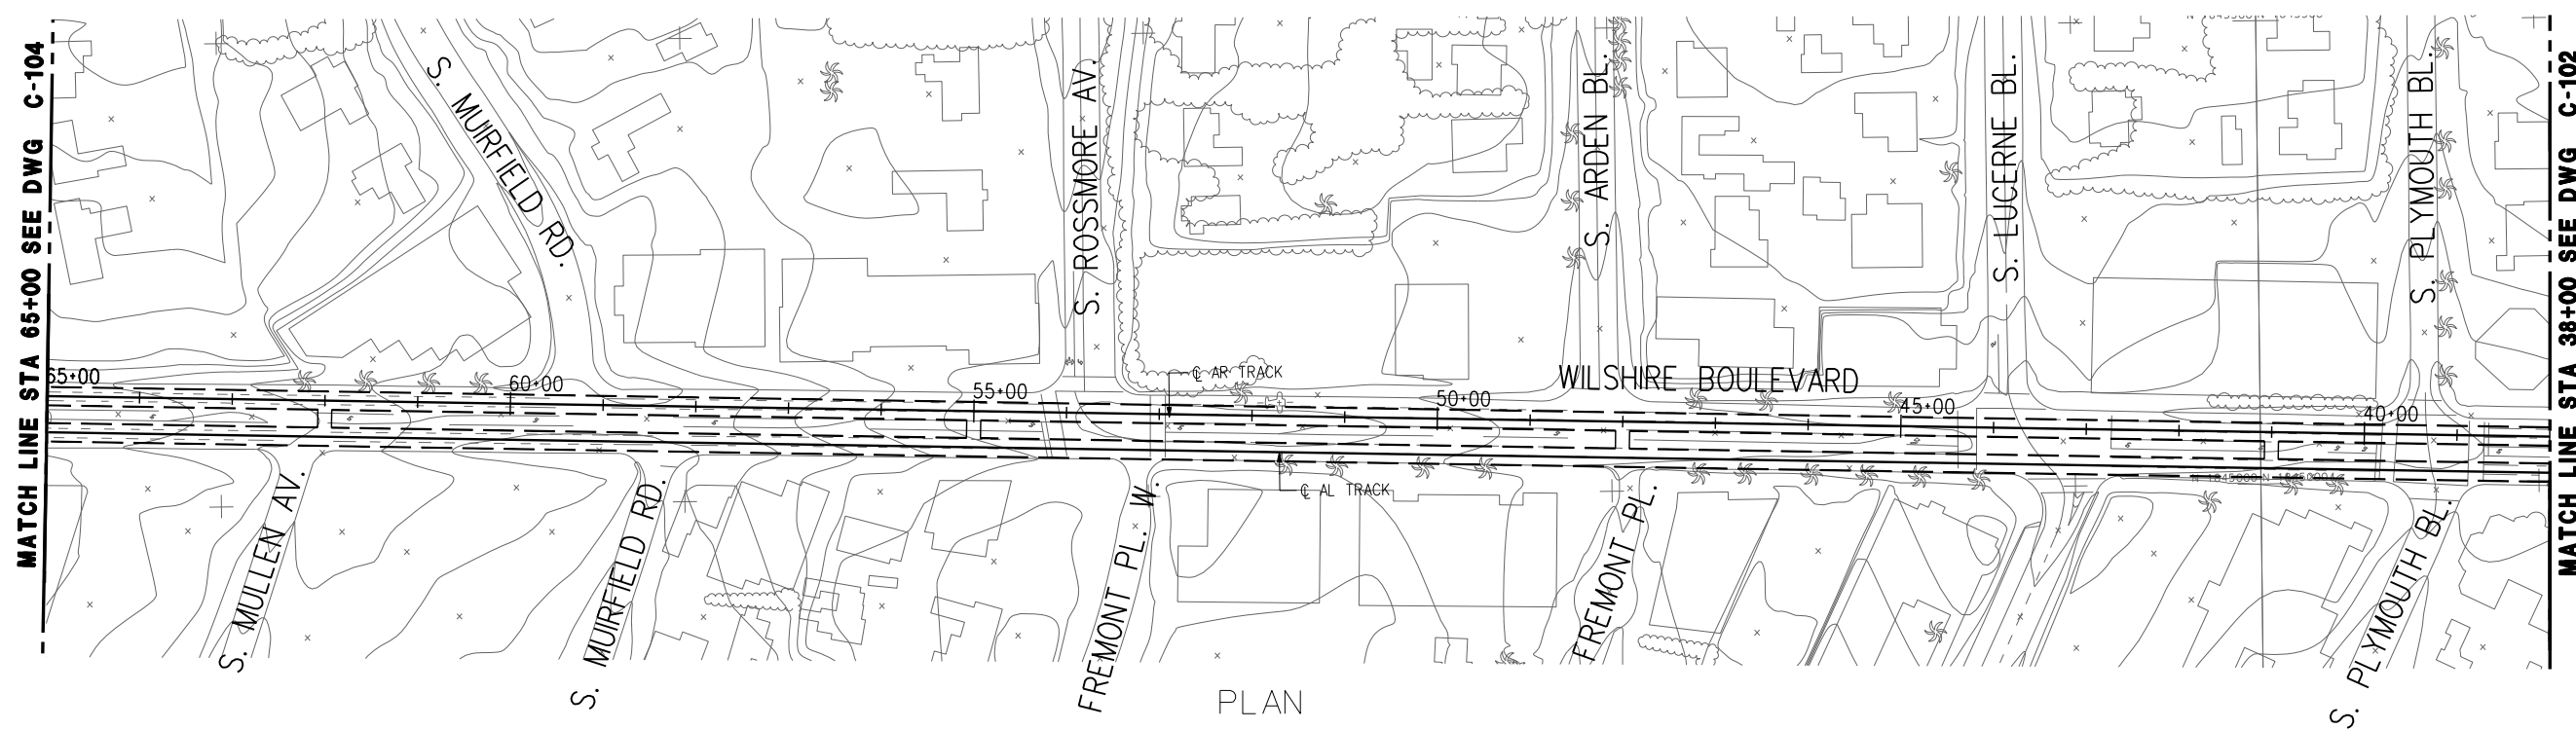 MATCH LINE STA 65+00 SEE DWG C-104
S. MUIRFIELD RD.
S. ROSSMORE AV.
S. ARDEN BL.
S. LUCERNE BL.
S. PLYMOUTH BL.
MATCH LINE STA 38+00 SEE DWG C-102
65+00
60+00
55+00
℄ AR TRACK
50+00
WILSHIRE BOULEVARD
45+00
40+00
℄ AL TRACK
S. MULLEN AV.
S. MUIRFIELD RD.
FREMONT PL. W.
FREMONT PL.
S. PLYMOUTH BL.
PLAN